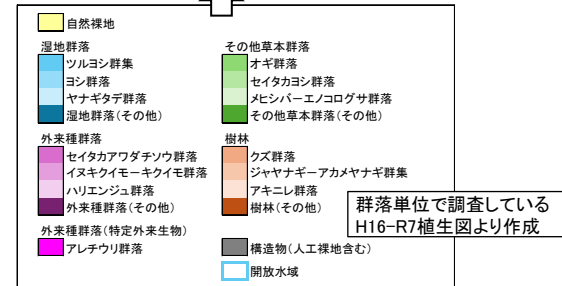 自然裸地
湿地群落
ツルヨシ群集
ヨシ群落
ヤナギタデ群落
湿地群落(その他)
外来種群落
セイタカアワダチソウ群落
イヌキクイモーキクイモ群落
ハリエンジュ群落
外来種群落(その他)
外来種群落(特定外来生物)
アレチウリ群落
その他草本群落
オギ群落
セイタカヨシ群落
メヒシバーエノコログサ群落
その他草本群落(その他)
樹林
クズ群落
ジャヤナギーアカメヤナギ群集
アキニレ群落
樹林(その他)
構造物(人工裸地含む)
開放水域
群落単位で調査している
H16-R7植生図より作成